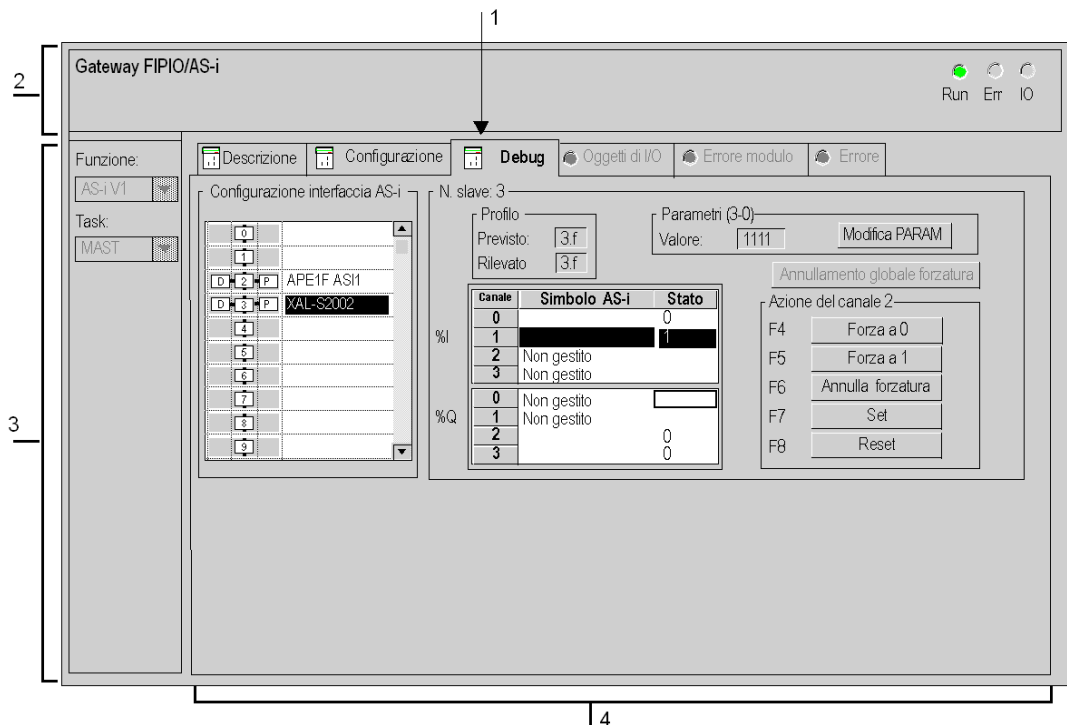 1
2
Gateway FIPIO/AS-i
Run Err IO
3
Funzione:
AS-i V1
Task:
MAST
Descrizione Configurazione Debug Oggetti di I/O Errore modulo Errore
Configurazione interfaccia AS-i
0
1
D 2 P APE1F ASI1
D 3 P XAL-S2002
4
5
6
7
8
9
N. slave: 3
Profilo
Previsto: 3.f
Rilevato 3.f
Parametri (3-0)
Valore: 1111 Modifica PARAM
Annullamento globale forzatura
Canale Simbolo AS-i Stato
%I
0 0
1 1
2 Non gestito
3 Non gestito
%Q
0 Non gestito
1 Non gestito
2 0
3 0
Azione del canale 2
F4 Forza a 0
F5 Forza a 1
F6 Annulla forzatura
F7 Set
F8 Reset
4